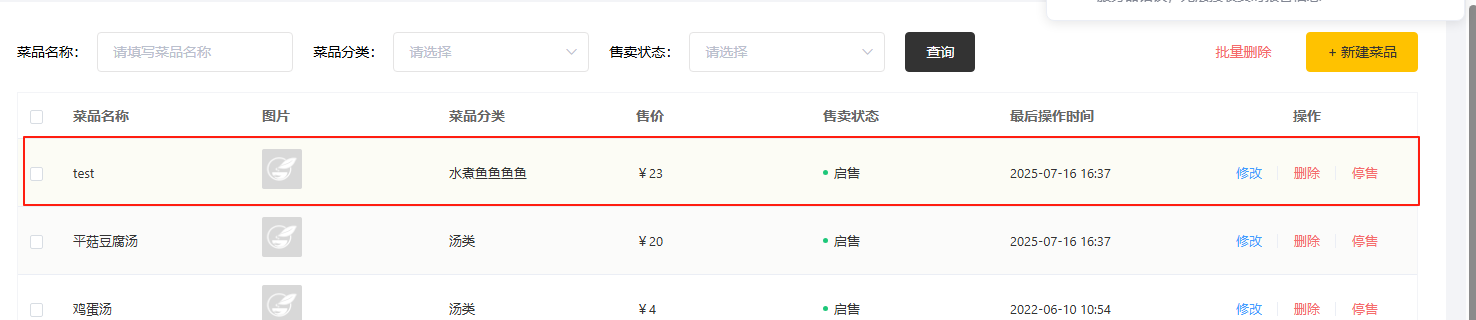 菜品名称： 请填写菜品名称 菜品分类： 请选择 售卖状态： 请选择 查询 批量删除 + 新建菜品
菜品名称 图片 菜品分类 售价 售卖状态 最后操作时间 操作
test 水煮鱼鱼鱼鱼 ￥23 启售 2025-07-16 16:37 修改 删除 停售
平菇豆腐汤 汤类 ￥20 启售 2025-07-16 16:37 修改 删除 停售
鸡蛋汤 汤类 ￥4 启售 2022-06-10 10:54 修改 删除 停售